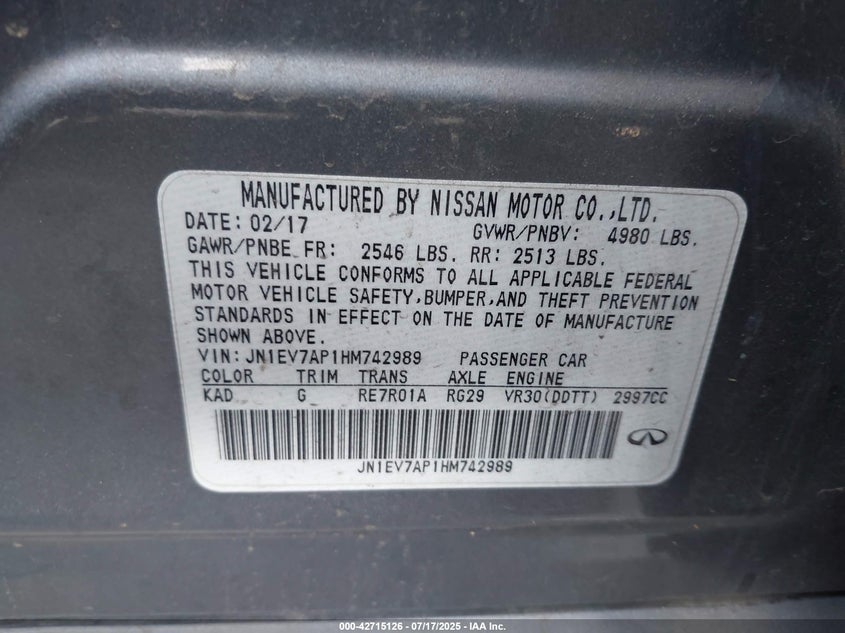 MANUFACTURED BY NISSAN MOTOR CO.,LTD.
DATE: 02/17 GVWR/PNBV: 4980 LBS.
GAWR/PNBE FR: 2546 LBS. RR: 2513 LBS.
THIS VEHICLE CONFORMS TO ALL APPLICABLE FEDERAL
MOTOR VEHICLE SAFETY,BUMPER,AND THEFT PREVENTION
STANDARDS IN EFFECT ON THE DATE OF MANUFACTURE
SHOWN ABOVE.
VIN:JN1EV7AP1HM742989 PASSENGER CAR
COLOR TRIM TRANS AXLE ENGINE
KAD G RE7R01A RG29 VR30(DDTT) 2997CC
JN1EV7AP1HM742989
000-42715126 - 07/17/2025 - IAA Inc.